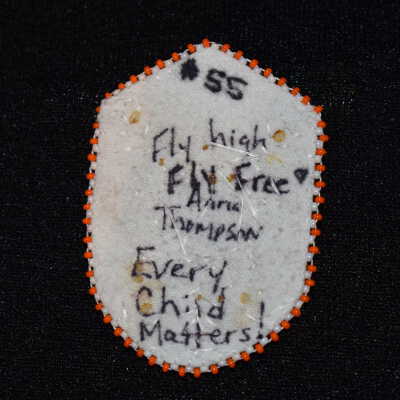 #55
Fly high
Fly Free
Anna
Thompson
Every
Child
Matters!